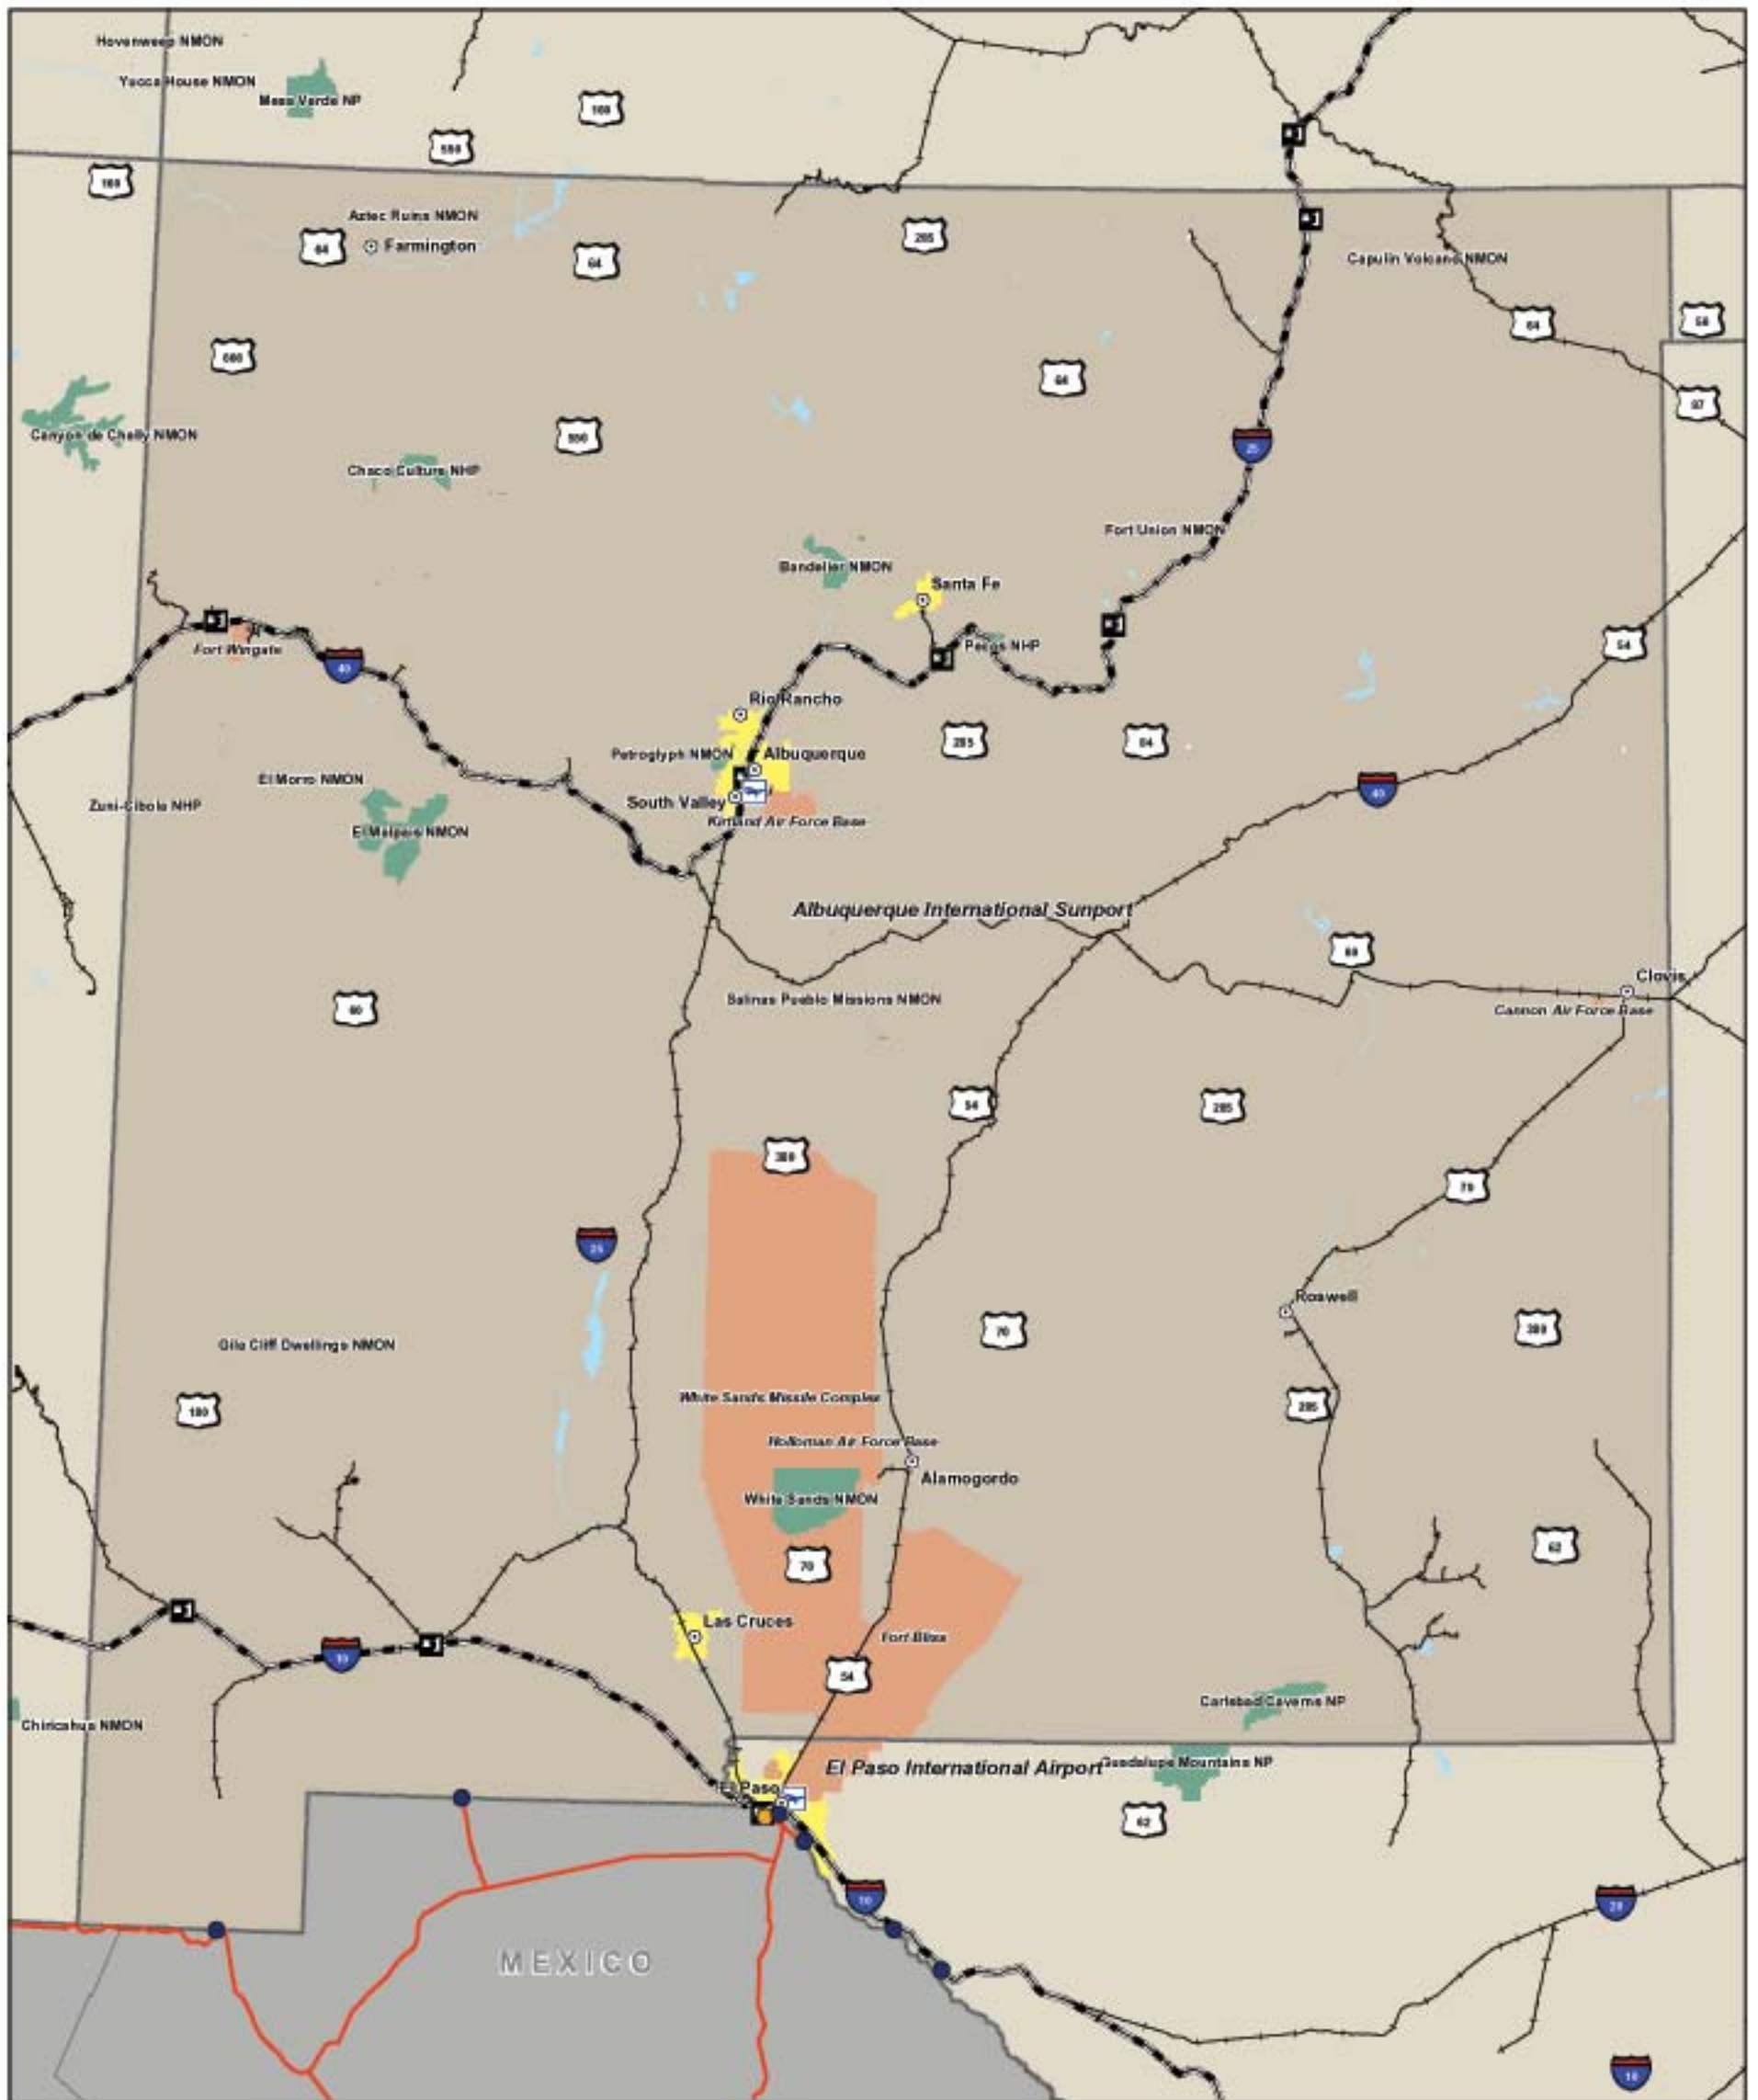 Hovenweep NMON
Yucca House NMON
Mesa Verde NP
160
550
160
Aztec Ruins NMON
64
Farmington
64
285
Capulin Volcano NMON
64
56
666
64
87
Canyon de Chelly NMON
550
25
Chaco Culture NHP
Fort Union NMON
Bandelier NMON
Santa Fe
Fort Wingate
40
Pecos NHP
54
Rio Rancho
285
84
Petroglyph NMON
Albuquerque
El Morro NMON
40
Zuni-Cibola NHP
South Valley
Kirtland Air Force Base
El Malpais NMON
Albuquerque International Sunport
60
Clovis
Salinas Pueblo Missions NMON
60
Cannon Air Force Base
54
285
380
70
25
Roswell
70
380
Gila Cliff Dwellings NMON
White Sands Missile Complex
180
285
Holloman Air Force Base
Alamogordo
White Sands NMON
62
70
Las Cruces
Fort Bliss
10
54
Carlsbad Caverns NP
Chiricahua NMON
El Paso International Airport
Guadalupe Mountains NP
El Paso
62
10
20
MEXICO
10